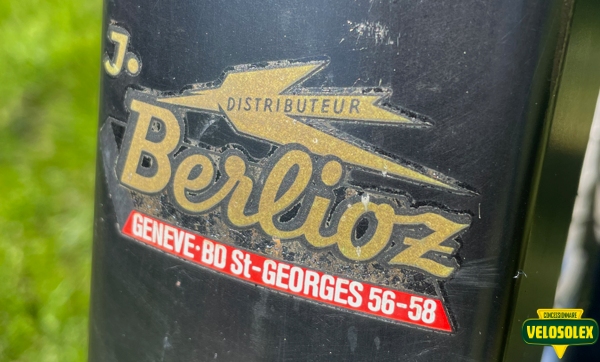 J.
DISTRIBUTEUR
Berlioz
GENEVE·BD St-GEORGES 56-58
CONCESSIONNAIRE
VELOSOLEX